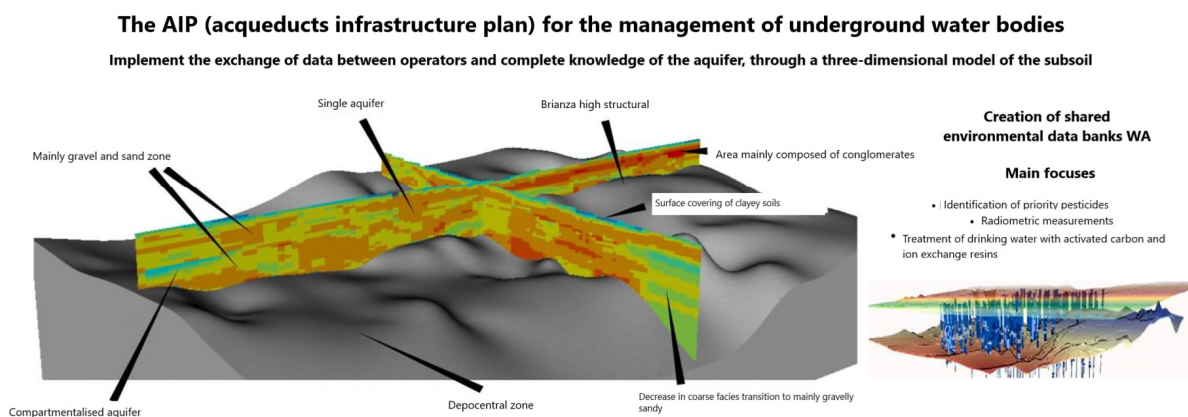 The AIP (acqueducts infrastructure plan) for the management of underground water bodies
Implement the exchange of data between operators and complete knowledge of the aquifer, through a three-dimensional model of the subsoil
Single aquifer
Brianza high structural
Mainly gravel and sand zone
Area mainly composed of conglomerates
Surface covering of clayey soils
Compartmentalised aquifer
Depocentral zone
Decrease in coarse facies transition to mainly gravelly
sandy
Creation of shared
environmental data banks WA
Main focuses
• Identification of priority pesticides
• Radiometric measurements
• Treatment of drinking water with activated carbon and
ion exchange resins